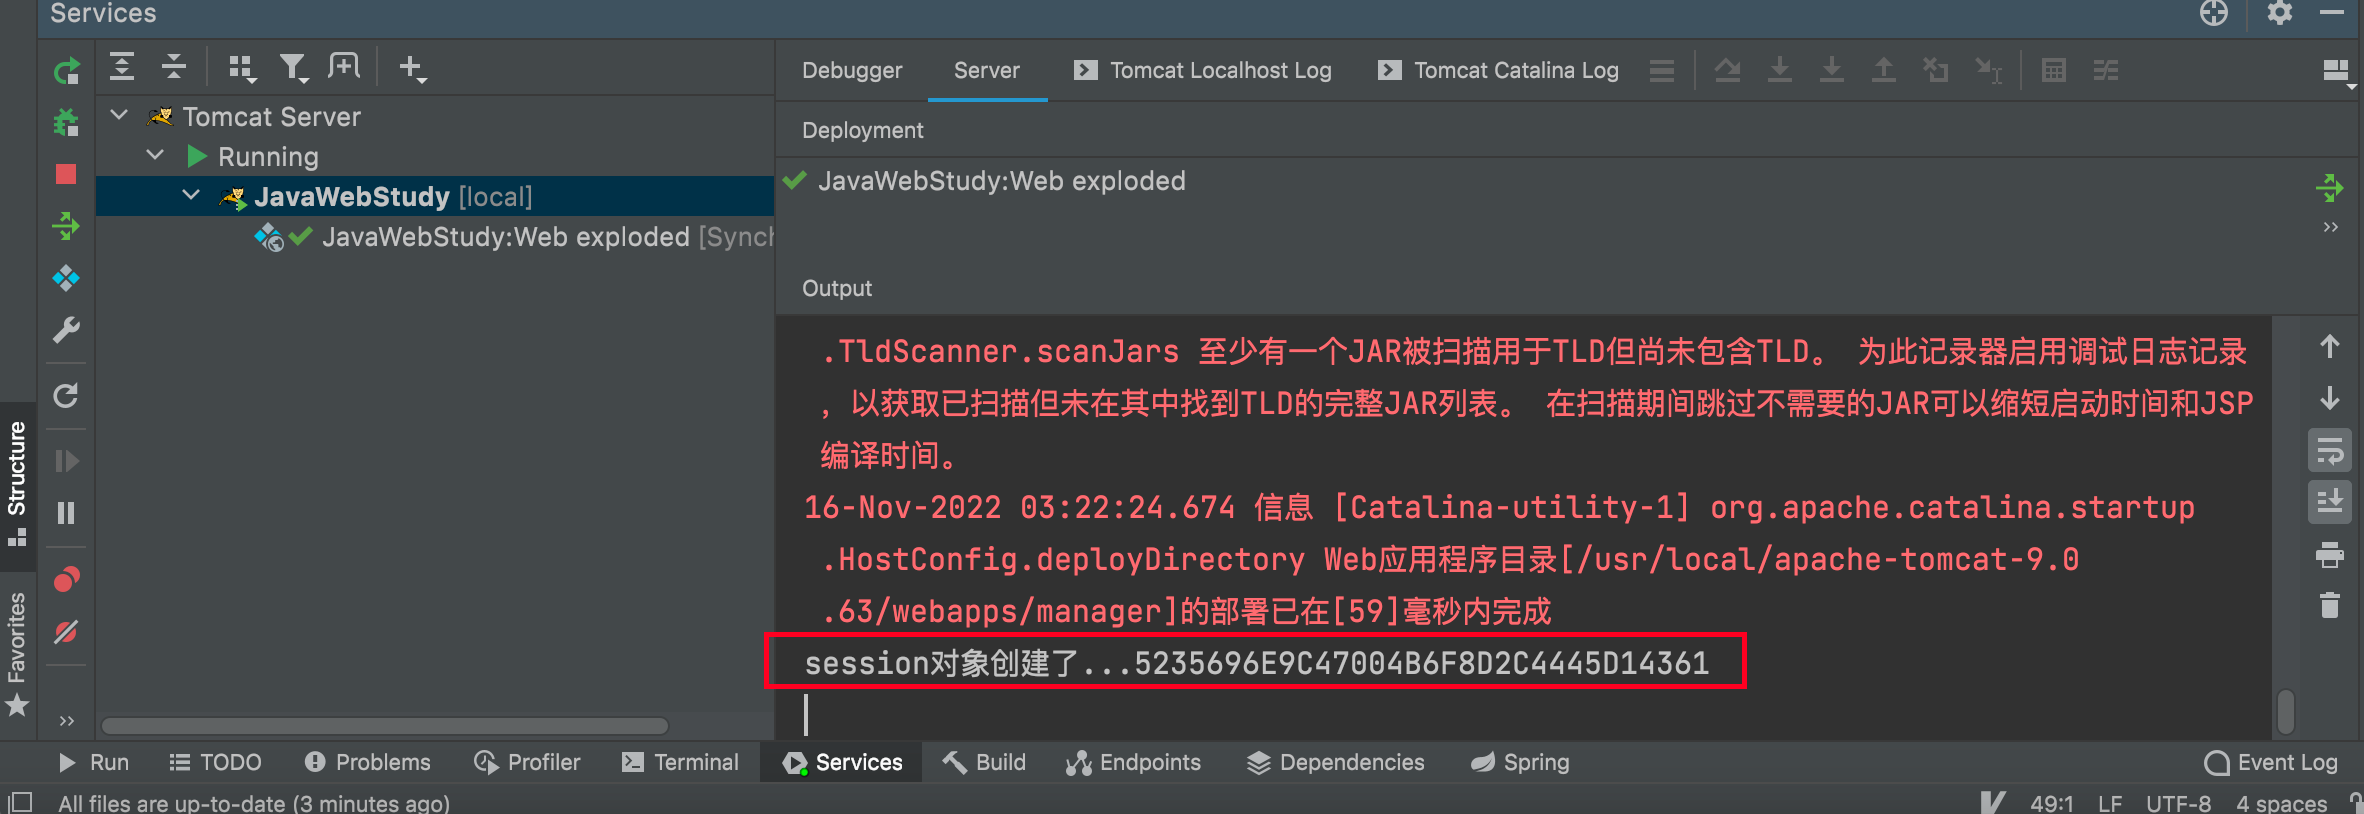 Services
Debugger
Server
Tomcat Localhost Log
Tomcat Catalina Log
Tomcat Server
Running
JavaWebStudy [local]
JavaWebStudy:Web exploded [Synch
Deployment
JavaWebStudy:Web exploded
Output
.TldScanner.scanJars 至少有一个JAR被扫描用于TLD但尚未包含TLD。 为此记录器启用调试日志记录
，以获取已扫描但未在其中找到TLD的完整JAR列表。 在扫描期间跳过不需要的JAR可以缩短启动时间和JSP
编译时间。
16-Nov-2022 03:22:24.674 信息 [Catalina-utility-1] org.apache.catalina.startup
.HostConfig.deployDirectory Web应用程序目录[/usr/local/apache-tomcat-9.0
.63/webapps/manager]的部署已在[59]毫秒内完成
session对象创建了...5235696E9C47004B6F8D2C4445D14361
Structure
Favorites
Run
TODO
Problems
Profiler
Terminal
Services
Build
Endpoints
Dependencies
Spring
Event Log
All files are up-to-date (3 minutes ago)
49:1
LF
UTF-8
4 spaces